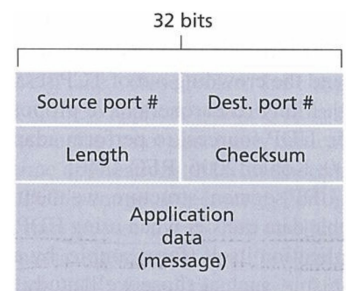 32 bits
Source port #
Dest. port #
Length
Checksum
Application
data
(message)